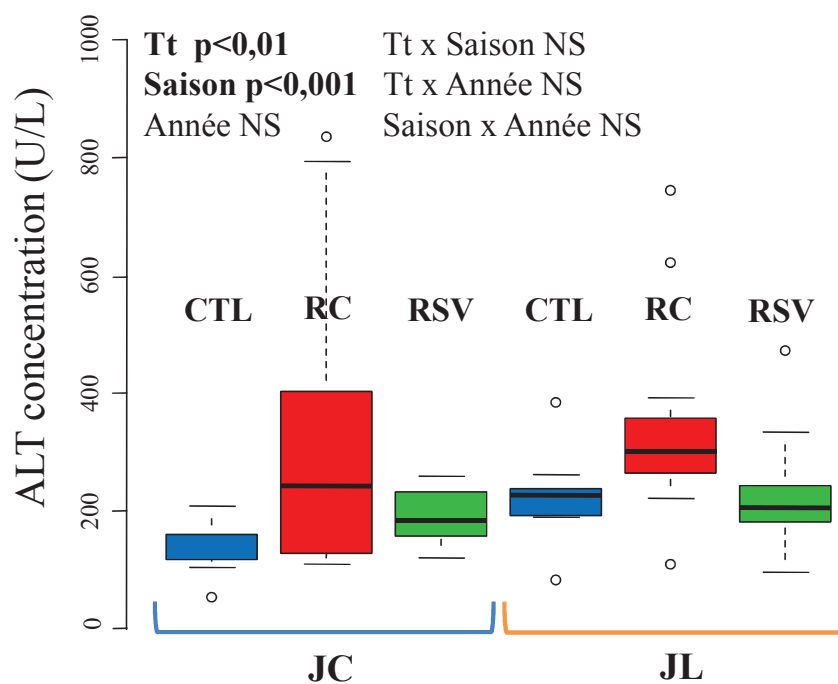 Tt p<0,01 Tt x Saison NS
Saison p<0,001 Tt x Année NS
Année NS Saison x Année NS
ALT concentration (U/L)
1000
800
600
400
200
0
CTL RC RSV CTL RC RSV
JC JL